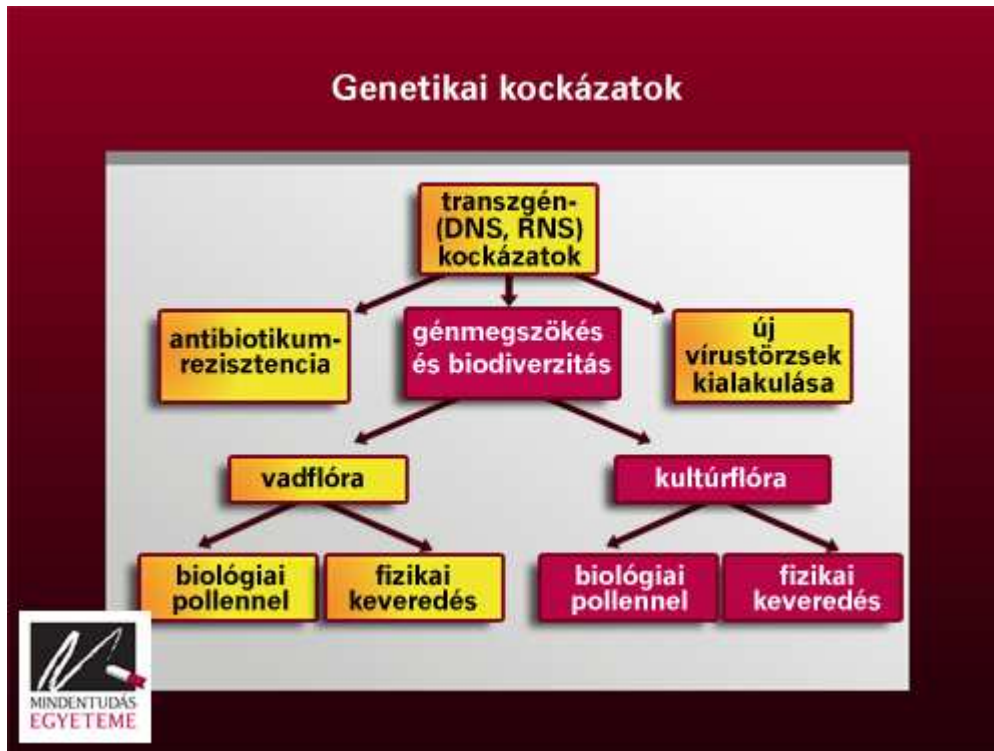 Genetikai kockázatok
transzgén-
(DNS, RNS)
kockázatok
antibiotikum-
rezisztencia
génmegszökés
és biodiverzitás
új
vírustörzsek
kialakulása
vadflóra
kultúrflóra
biológiai
pollennel
fizikai
keveredés
biológiai
pollennel
fizikai
keveredés
MINDENTUDÁS
EGYETEME